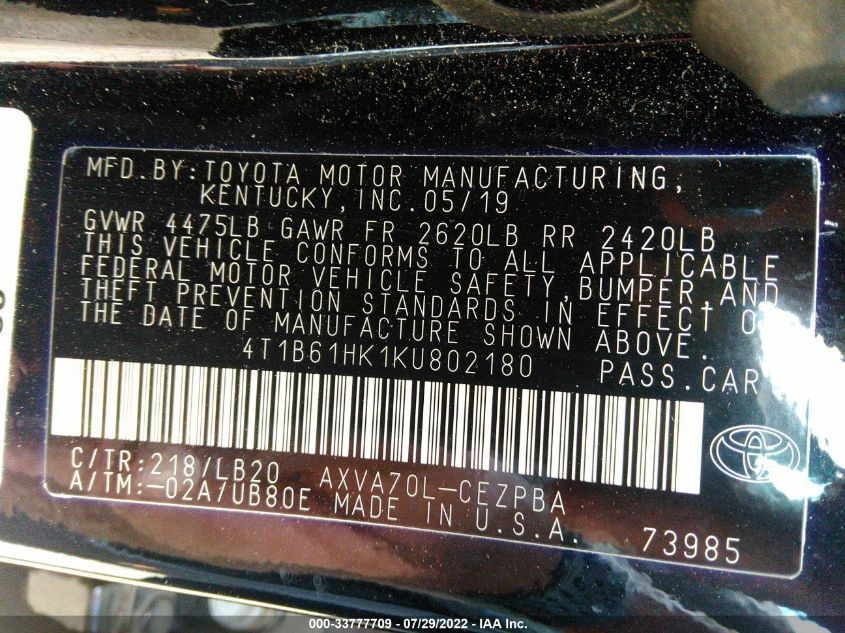 MFD.BY:TOYOTA MOTOR MANUFACTURING,
KENTUCKY,INC.05/19
GVWR 4475LB GAWR FR 2620LB RR 2420LB
THIS VEHICLE CONFORMS TO ALL APPLICABLE
FEDERAL MOTOR VEHICLE SAFETY,BUMPER,AND
THEFT PREVENTION STANDARDS IN EFFECT O
THE DATE OF MANUFACTURE SHOWN ABOVE.
4T1B61HK1KU802180 PASS.CAR
C/TR:218/LB20 AXVA70L-CEZPBA
A/TM:-02A/UB80E MADE IN U.S.A. 73985
000-33777709 - 07/29/2022 - IAA Inc.